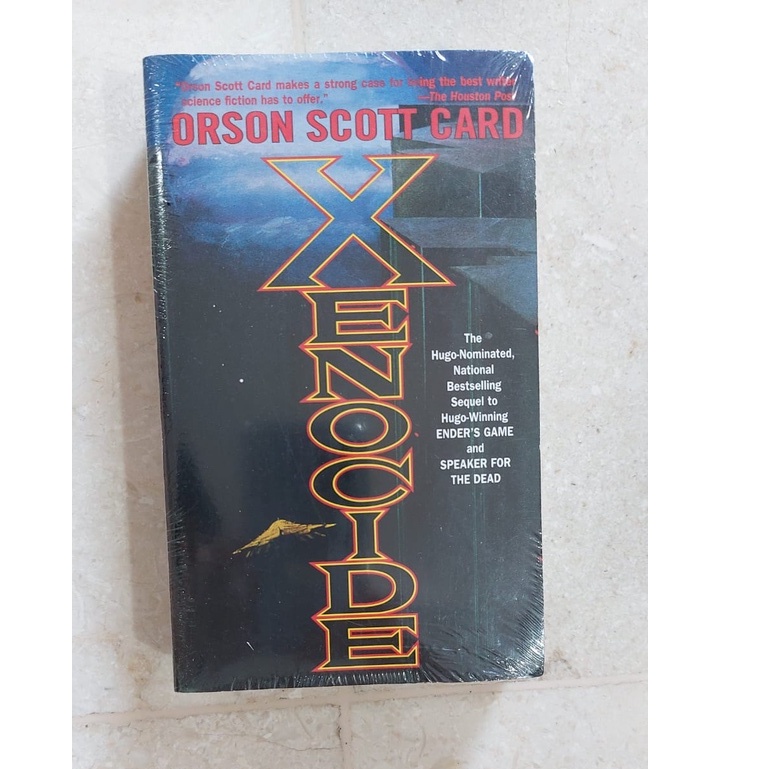 "Orson Scott Card makes a strong case for being the best writer
science fiction has to offer."
—The Houston Post
ORSON SCOTT CARD
XENOCIDE
The
Hugo-Nominated,
National
Bestselling
Sequel to
Hugo-Winning
ENDER'S GAME
and
SPEAKER FOR
THE DEAD